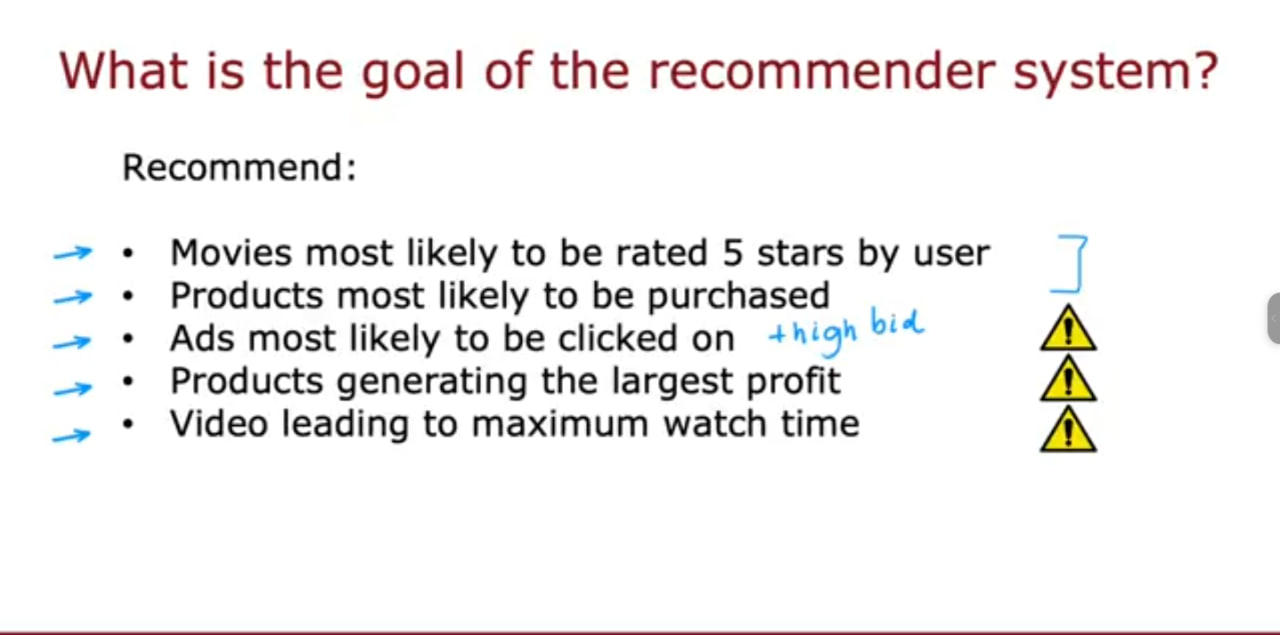 What is the goal of the recommender system?
Recommend:
• Movies most likely to be rated 5 stars by user
• Products most likely to be purchased
• Ads most likely to be clicked on +high bid
• Products generating the largest profit
• Video leading to maximum watch time